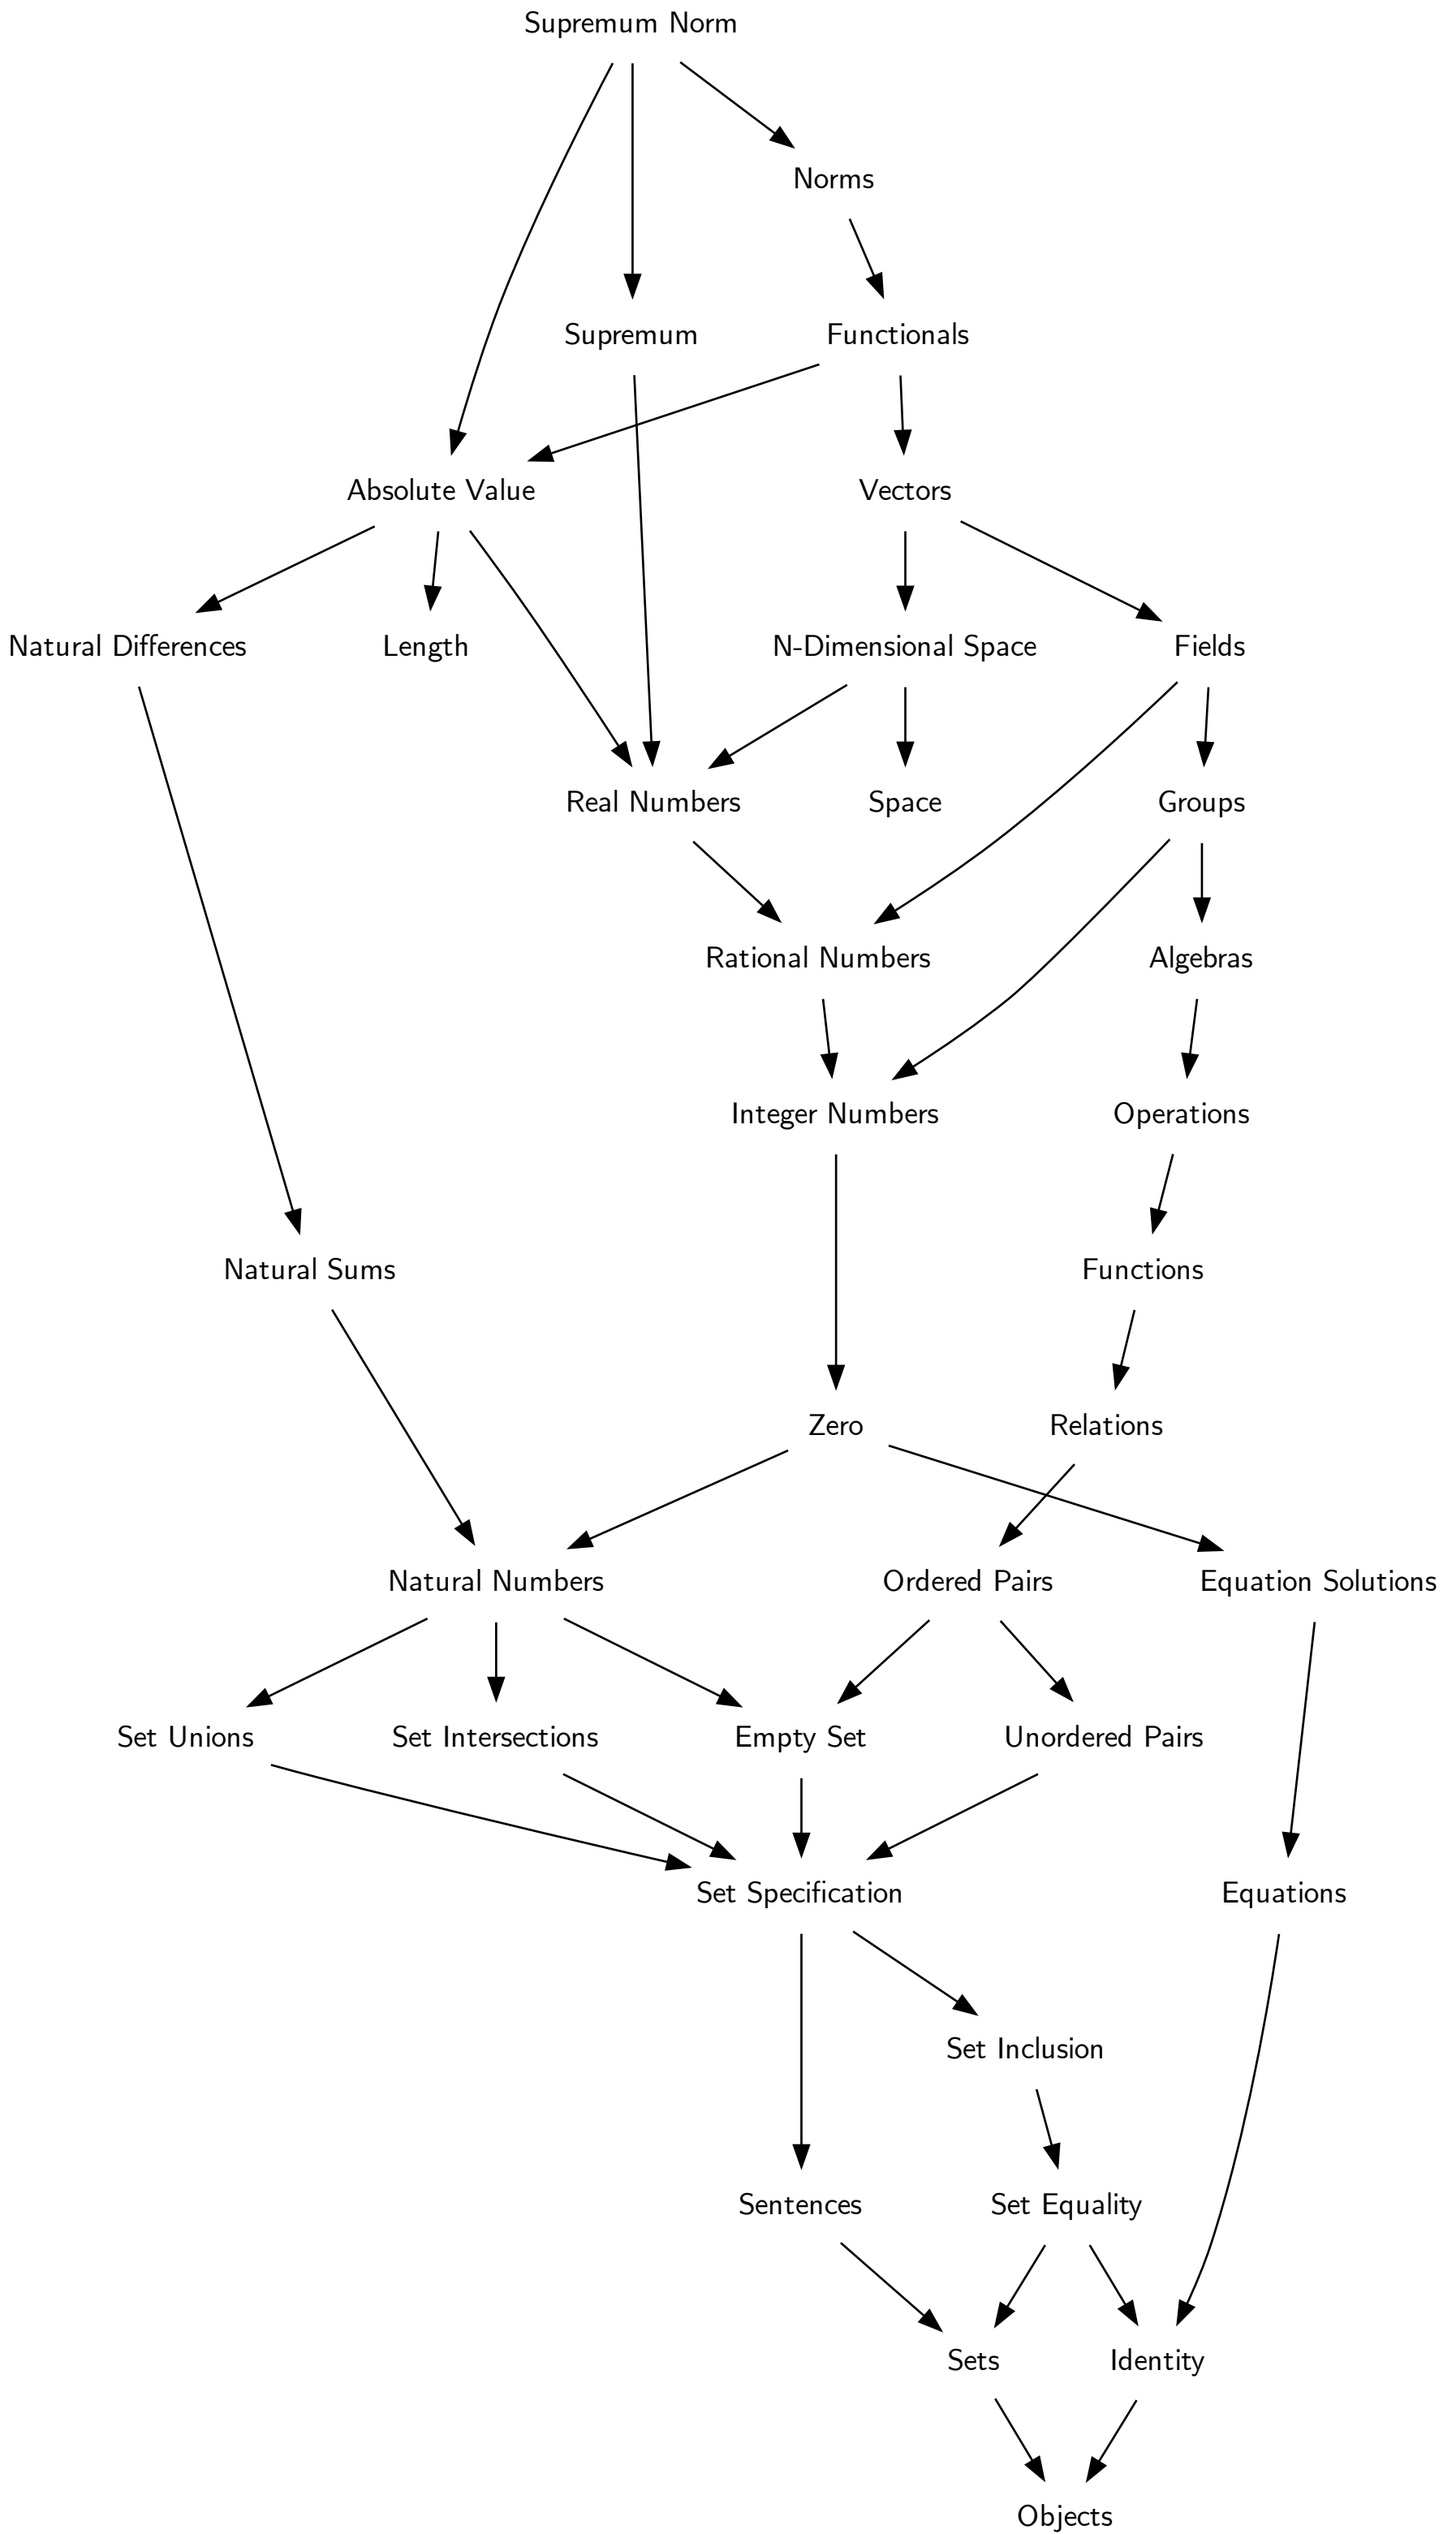 Supremum Norm
Norms
Supremum
Functionals
Absolute Value
Vectors
Natural Differences
Length
N-Dimensional Space
Fields
Real Numbers
Space
Groups
Rational Numbers
Algebras
Integer Numbers
Operations
Natural Sums
Functions
Zero
Relations
Natural Numbers
Ordered Pairs
Equation Solutions
Set Unions
Set Intersections
Empty Set
Unordered Pairs
Set Specification
Equations
Set Inclusion
Sentences
Set Equality
Sets
Identity
Objects